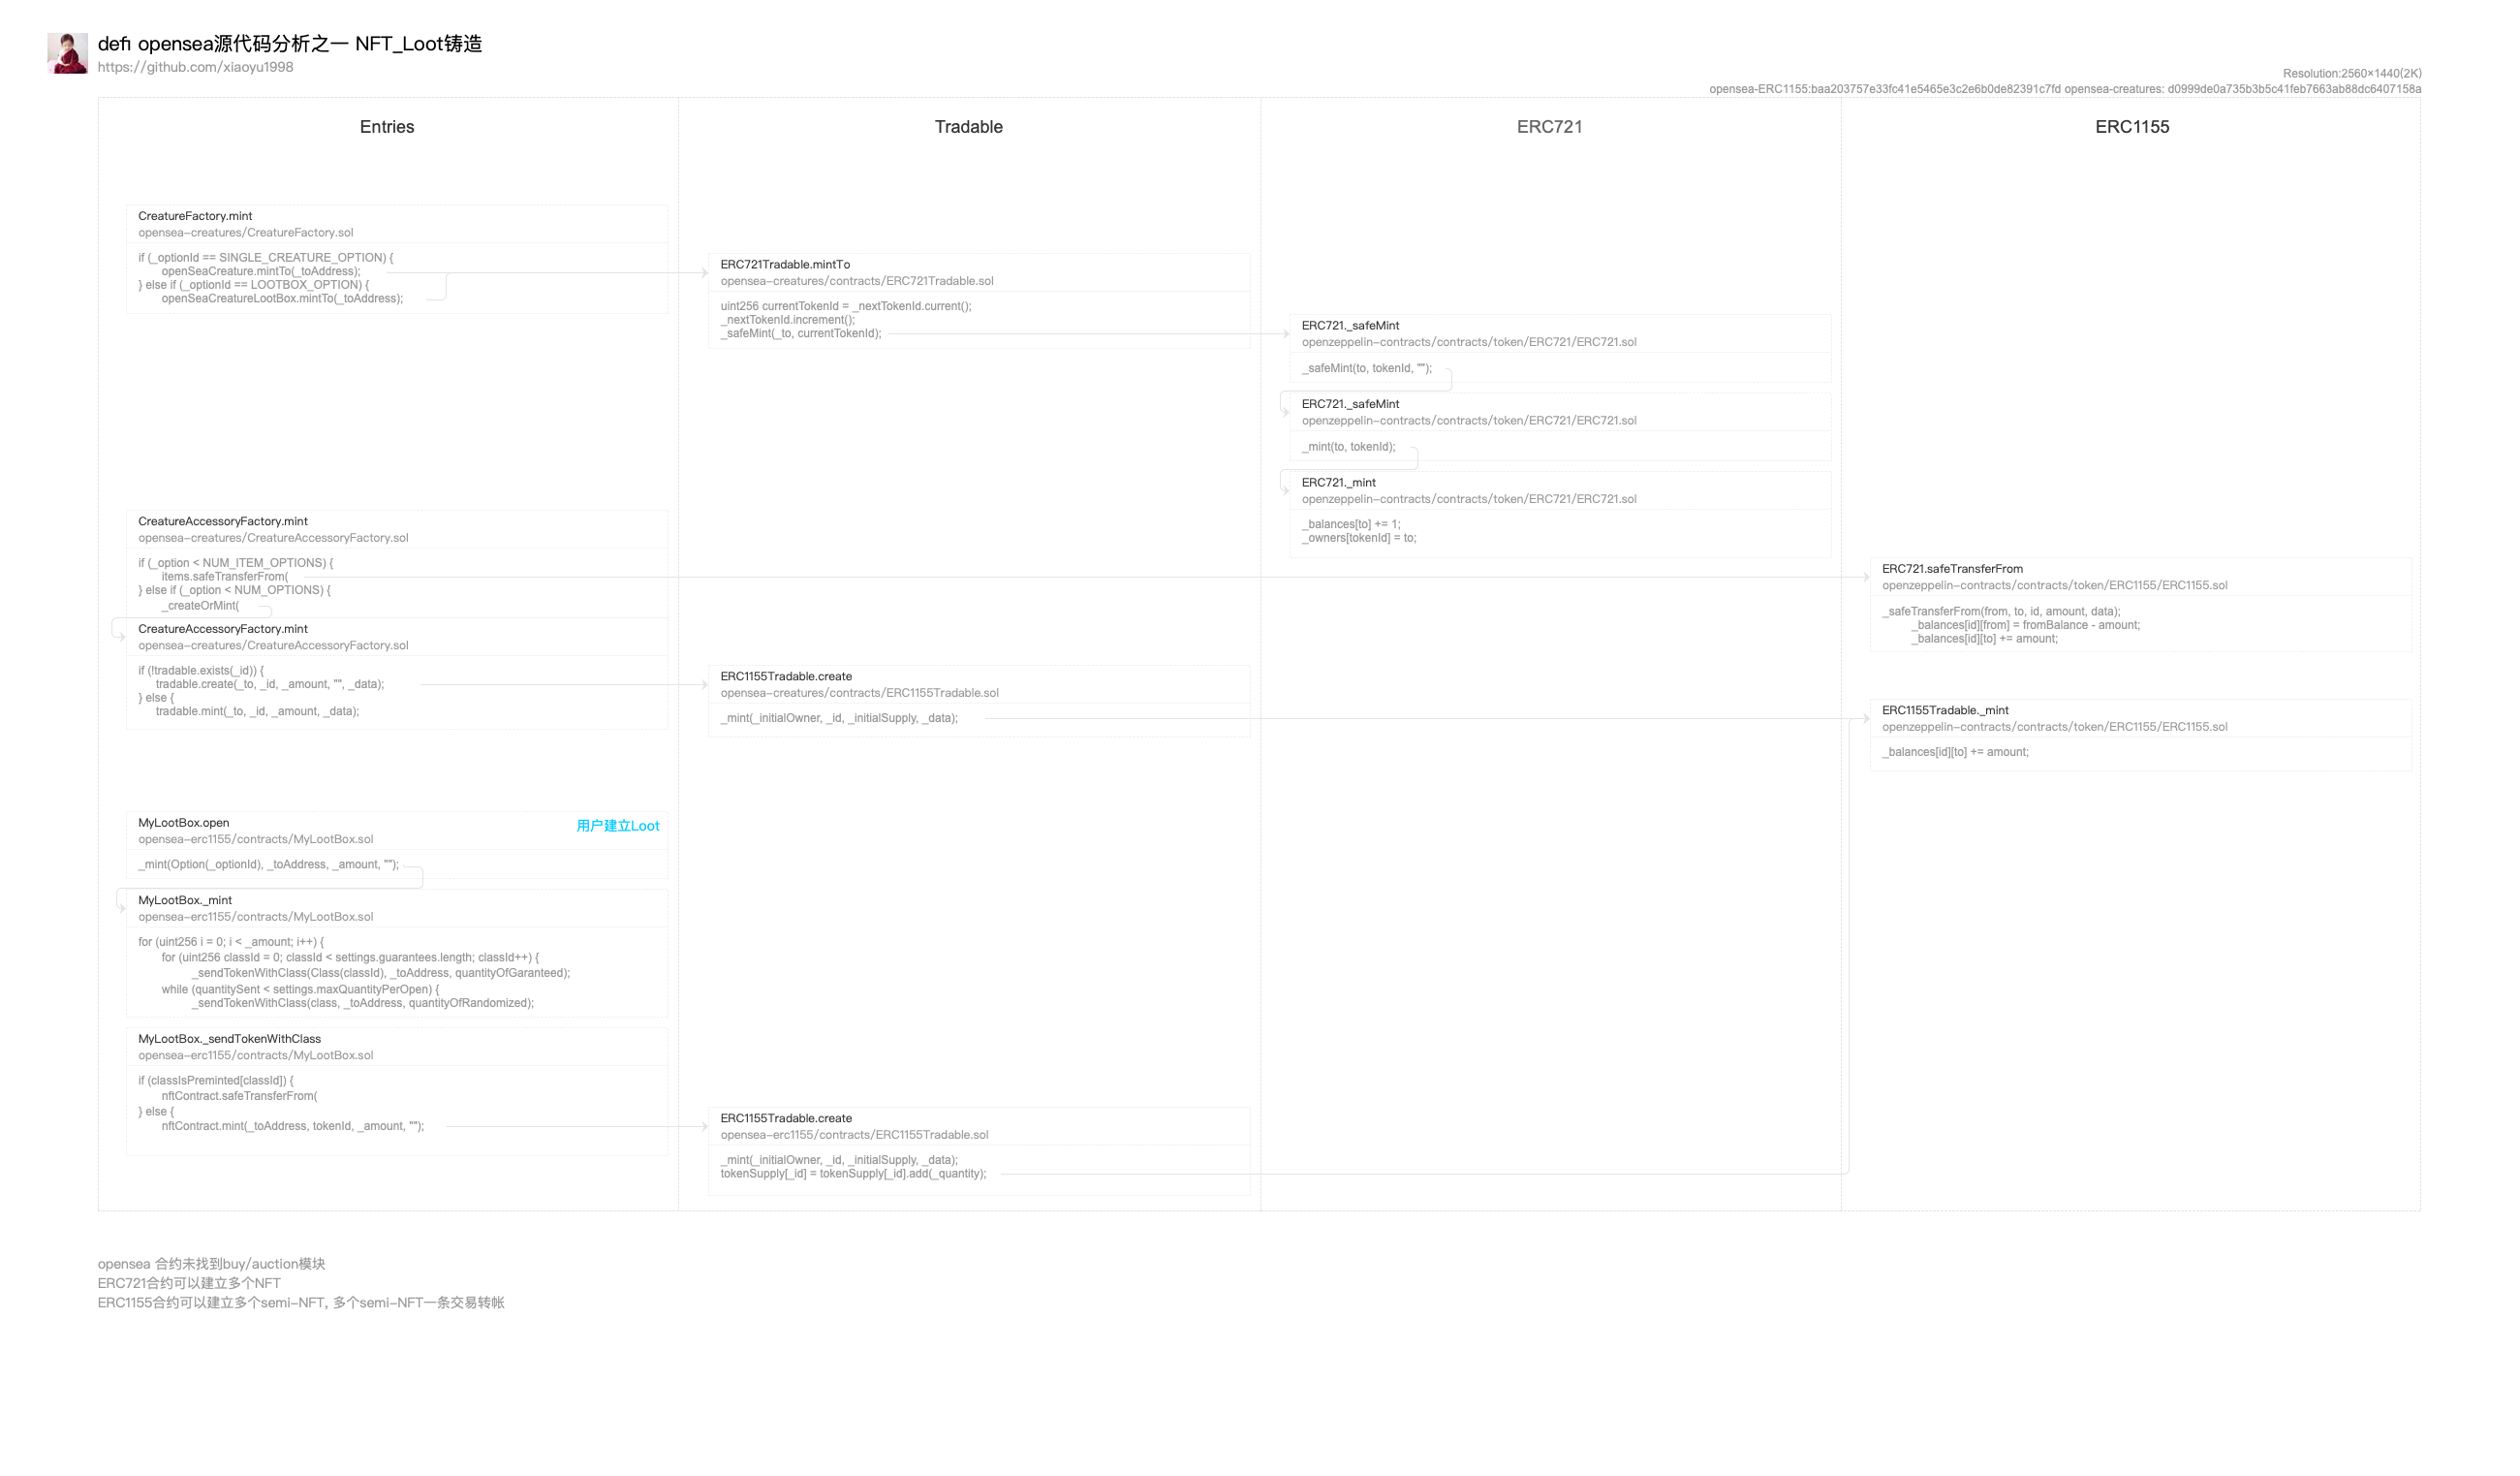 defi opensea源代码分析之一 NFT_Loot铸造
https://github.com/xiaoyu1998
Resolution:2560×1440(2K)
opensea-ERC1155:baa203757e33fc41e5465e3c2e6b0de82391c7fd opensea-creatures: d0999de0a735b3b5c41feb7663ab88dc6407158a
Entries
Tradable
ERC721
ERC1155
CreatureFactory.mint
opensea-creatures/CreatureFactory.sol
if (_optionId == SINGLE_CREATURE_OPTION) {
openSeaCreature.mintTo(_toAddress);
} else if (_optionId == LOOTBOX_OPTION) {
openSeaCreatureLootBox.mintTo(_toAddress);
ERC721Tradable.mintTo
opensea-creatures/contracts/ERC721Tradable.sol
uint256 currentTokenId = _nextTokenId.current();
_nextTokenId.increment();
_safeMint(_to, currentTokenId);
ERC721._safeMint
openzeppelin-contracts/contracts/token/ERC721/ERC721.sol
_safeMint(to, tokenId, "");
ERC721._safeMint
openzeppelin-contracts/contracts/token/ERC721/ERC721.sol
_mint(to, tokenId);
ERC721._mint
openzeppelin-contracts/contracts/token/ERC721/ERC721.sol
_balances[to] += 1;
_owners[tokenId] = to;
CreatureAccessoryFactory.mint
opensea-creatures/CreatureAccessoryFactory.sol
if (_option < NUM_ITEM_OPTIONS) {
items.safeTransferFrom(
} else if (_option < NUM_OPTIONS) {
_createOrMint(
ERC721.safeTransferFrom
openzeppelin-contracts/contracts/token/ERC1155/ERC1155.sol
_safeTransferFrom(from, to, id, amount, data);
_balances[id][from] = fromBalance - amount;
_balances[id][to] += amount;
CreatureAccessoryFactory.mint
opensea-creatures/CreatureAccessoryFactory.sol
if (!tradable.exists(_id)) {
tradable.create(_to, _id, _amount, "", _data);
} else {
tradable.mint(_to, _id, _amount, _data);
ERC1155Tradable.create
opensea-creatures/contracts/ERC1155Tradable.sol
_mint(_initialOwner, _id, _initialSupply, _data);
ERC1155Tradable._mint
openzeppelin-contracts/contracts/token/ERC1155/ERC1155.sol
_balances[id][to] += amount;
MyLootBox.open
用户建立Loot
opensea-erc1155/contracts/MyLootBox.sol
_mint(Option(_optionId), _toAddress, _amount, "");
MyLootBox._mint
opensea-erc1155/contracts/MyLootBox.sol
for (uint256 i = 0; i < _amount; i++) {
for (uint256 classId = 0; classId < settings.guarantees.length; classId++) {
_sendTokenWithClass(Class(classId), _toAddress, quantityOfGaranteed);
while (quantitySent < settings.maxQuantityPerOpen) {
_sendTokenWithClass(class, _toAddress, quantityOfRandomized);
MyLootBox._sendTokenWithClass
opensea-erc1155/contracts/MyLootBox.sol
if (classIsPreminted[classId]) {
nftContract.safeTransferFrom(
} else {
nftContract.mint(_toAddress, tokenId, _amount, "");
ERC1155Tradable.create
opensea-erc1155/contracts/ERC1155Tradable.sol
_mint(_initialOwner, _id, _initialSupply, _data);
tokenSupply[_id] = tokenSupply[_id].add(_quantity);
opensea 合约未找到buy/auction模块
ERC721合约可以建立多个NFT
ERC1155合约可以建立多个semi-NFT, 多个semi-NFT一条交易转帐